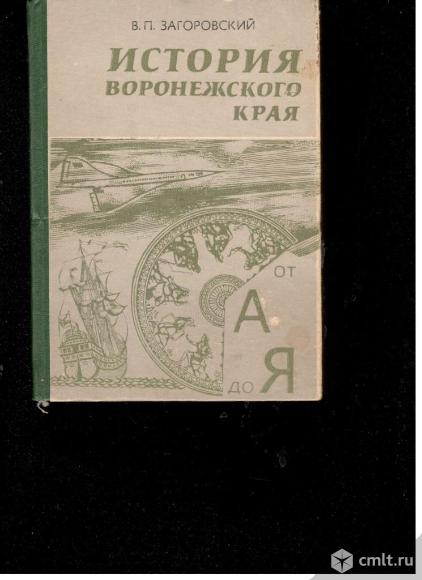 В. П. ЗАГОРОВСКИЙ
ИСТОРИЯ
ВОРОНЕЖСКОГО
КРАЯ
ОТ
А
ДО Я
cmlt.ru